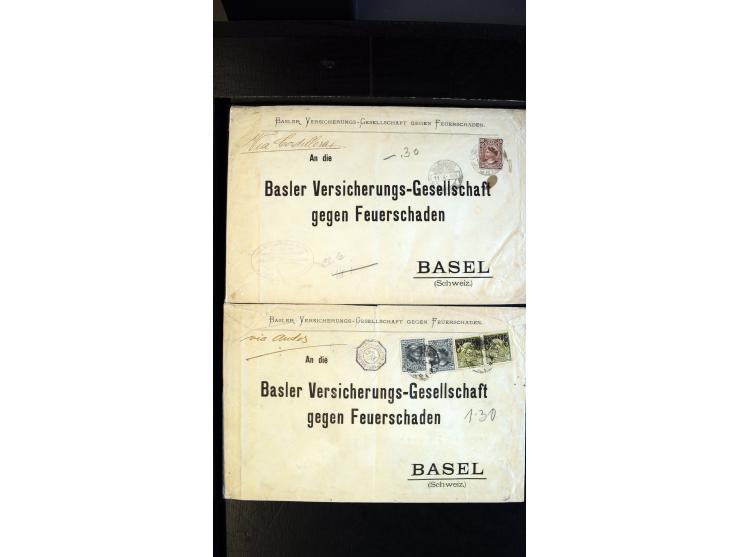 BASLER VERSICHERUNGS-GESELLSCHAFT GEGEN FEUERSCHADEN.
Via Cordillera
-.30
An die
Basler Versicherungs-Gesellschaft
gegen Feuerschaden
BASEL
(Schweiz.)
BASLER VERSICHERUNGS-GESELLSCHAFT GEGEN FEUERSCHADEN.
via Andes
An die
Basler Versicherungs-Gesellschaft
gegen Feuerschaden
1.30
BASEL
(Schweiz.)